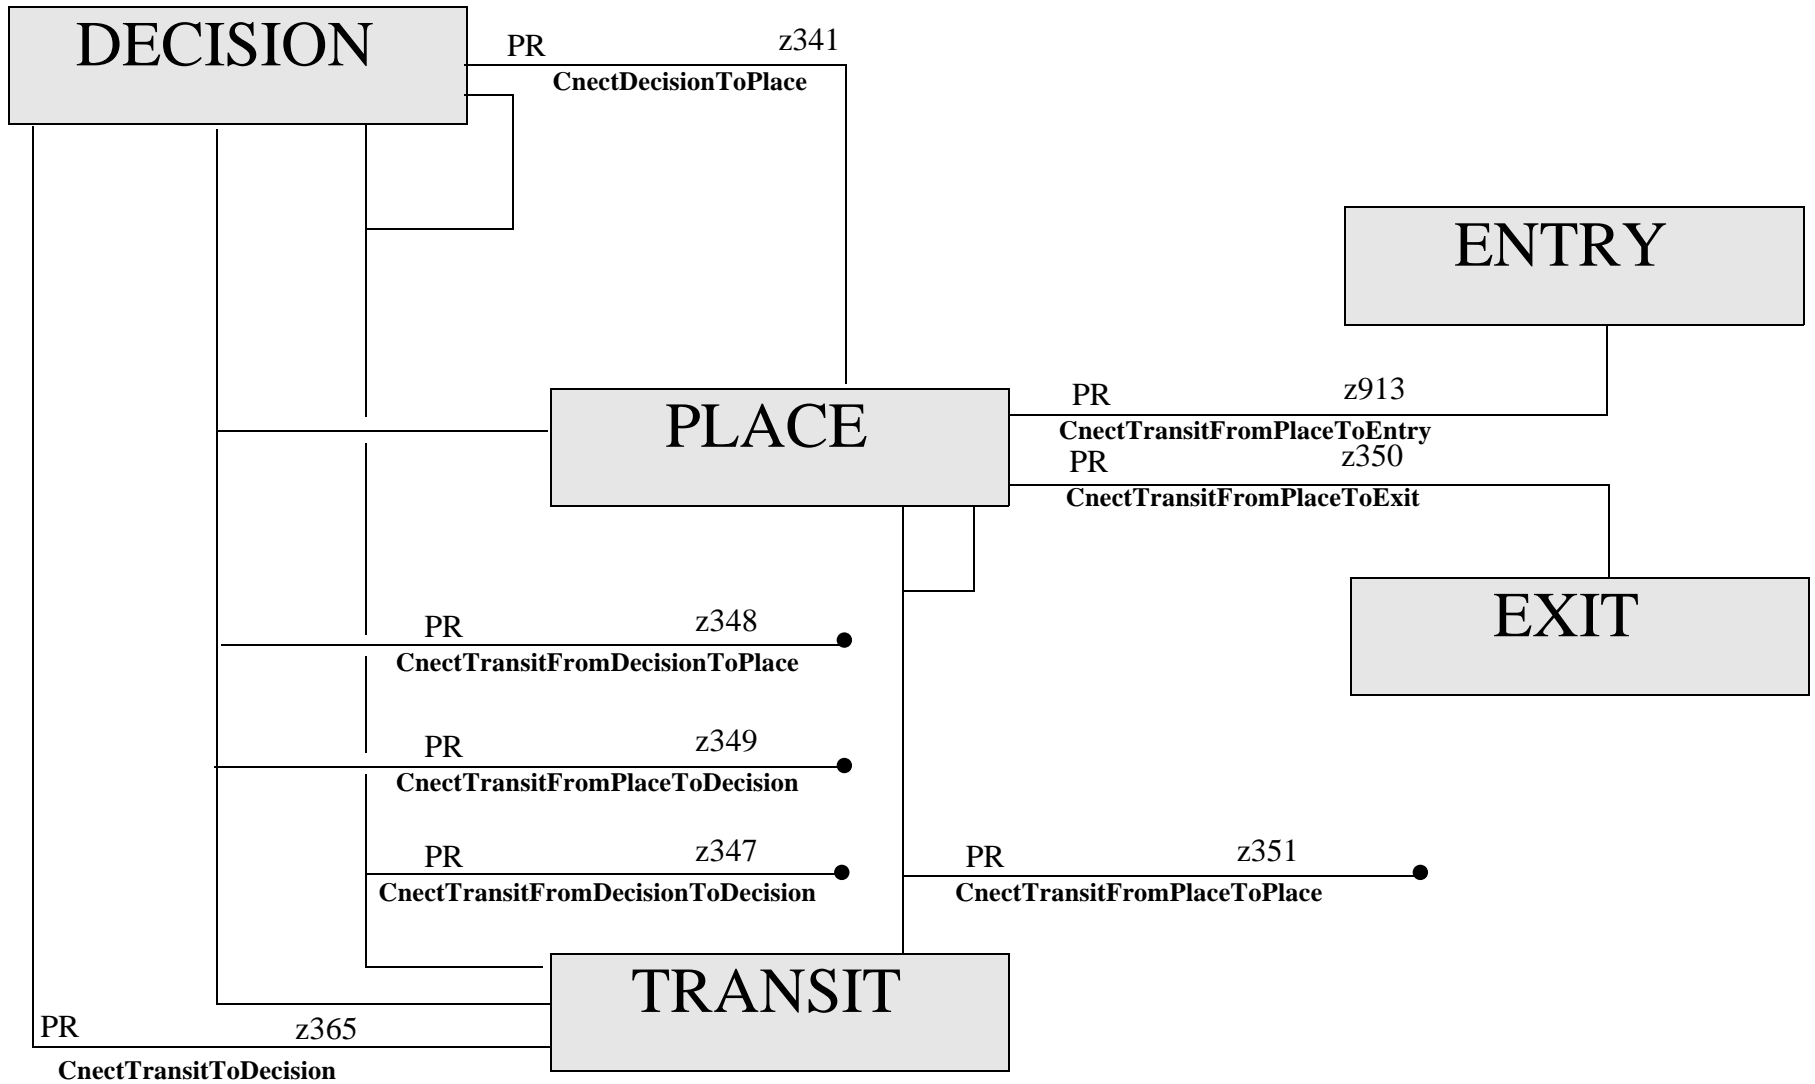 DECISION
PR z341
CnectDecisionToPlace
ENTRY
PR z913
CnectTransitFromPlaceToEntry
PLACE
PR z350
CnectTransitFromPlaceToExit
EXIT
PR z348
CnectTransitFromDecisionToPlace
PR z349
CnectTransitFromPlaceToDecision
PR z347
CnectTransitFromDecisionToDecision
PR z351
CnectTransitFromPlaceToPlace
TRANSIT
PR z365
CnectTransitToDecision